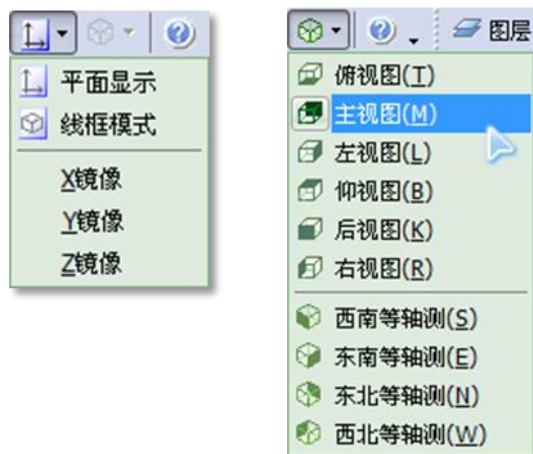 平面显示
线框模式
X镜像
Y镜像
Z镜像
图层
俯视图(T)
主视图(M)
左视图(L)
仰视图(B)
后视图(K)
右视图(R)
西南等轴测(S)
东南等轴测(E)
东北等轴测(N)
西北等轴测(W)